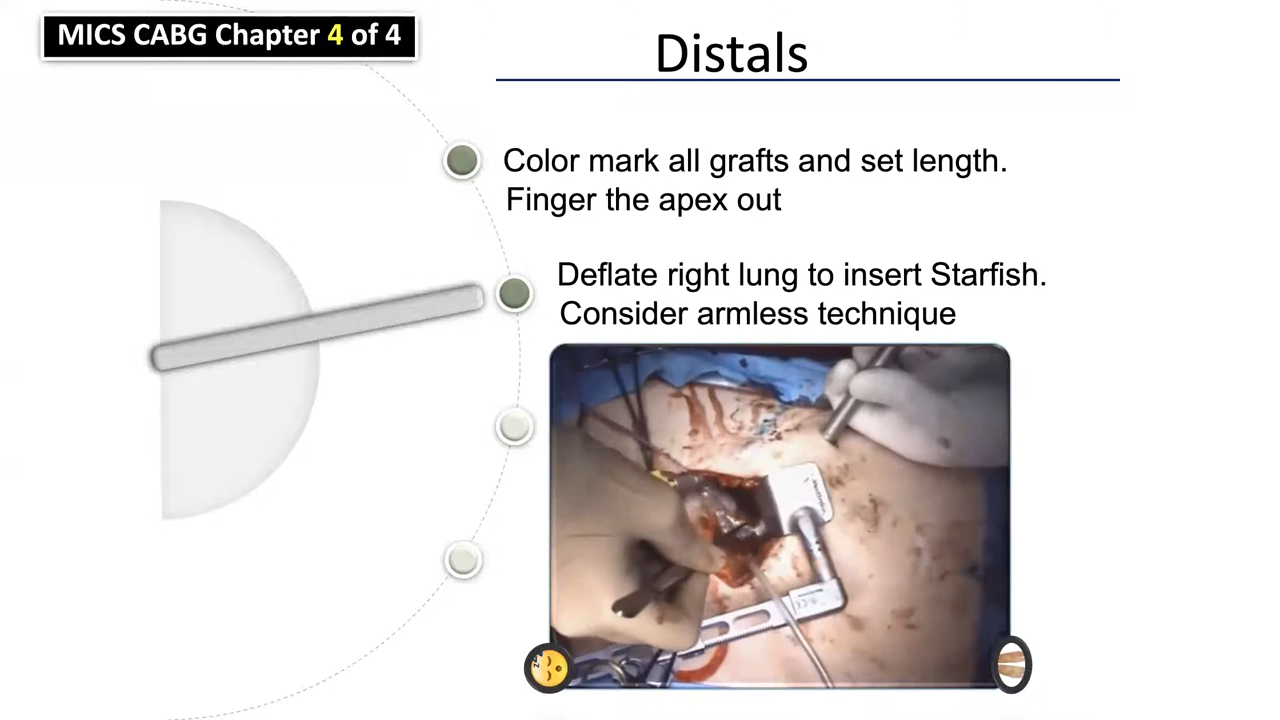 MICS CABG Chapter 4 of 4
Distals
Color mark all grafts and set length.
Finger the apex out
Deflate right lung to insert Starfish.
Consider armless technique